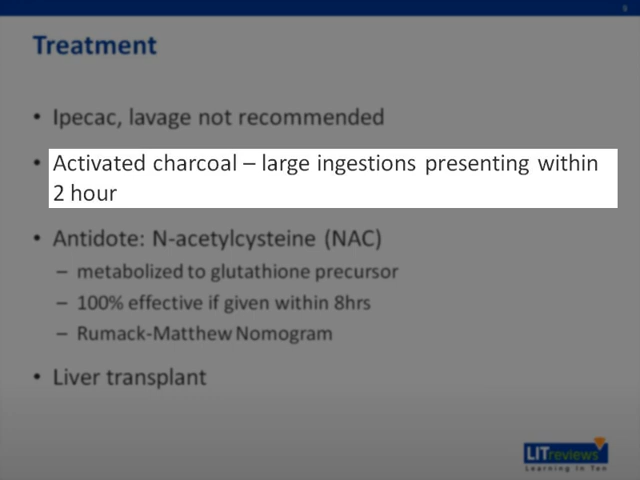 9
Treatment
• Ipecac, lavage not recommended
• Activated charcoal – large ingestions presenting within
2 hour
• Antidote: N-acetylcysteine (NAC)
– metabolized to glutathione precursor
– 100% effective if given within 8hrs
– Rumack-Matthew Nomogram
• Liver transplant
LITreviews
Learning In Ten